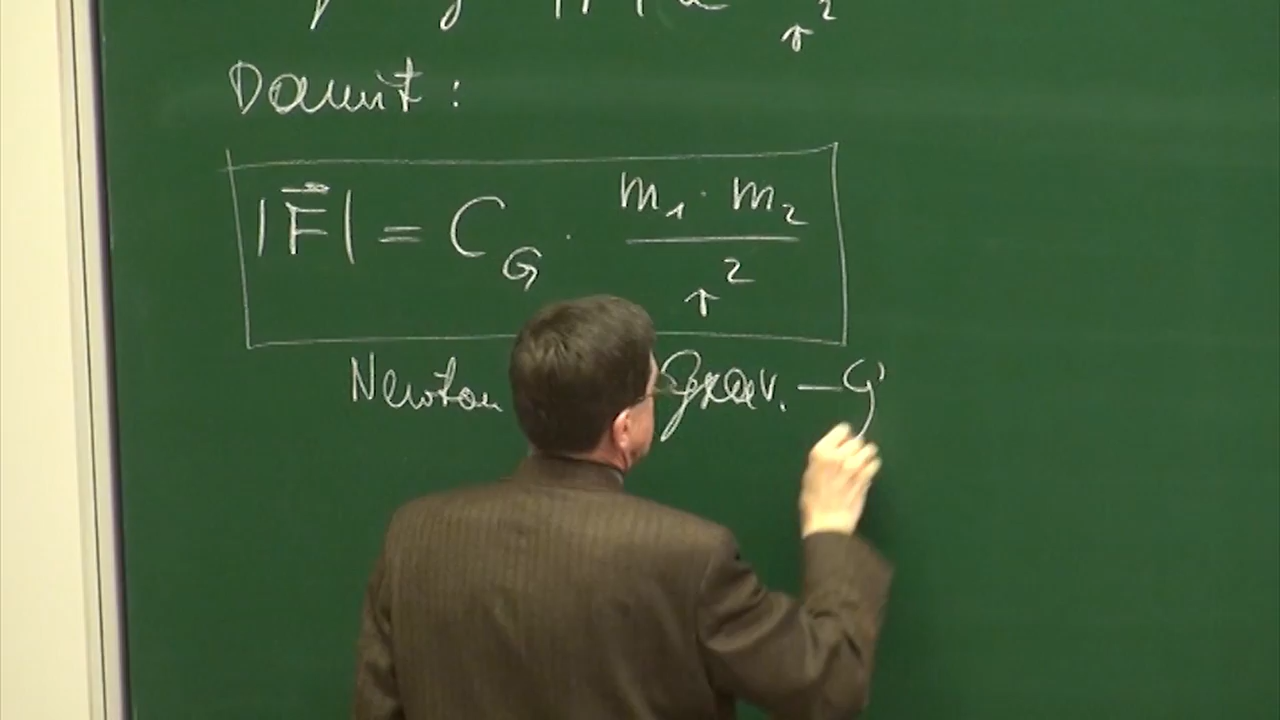 Damit:
|F⃗| = C_G · (m₁ · m₂) / r²
Newton Grav. – G